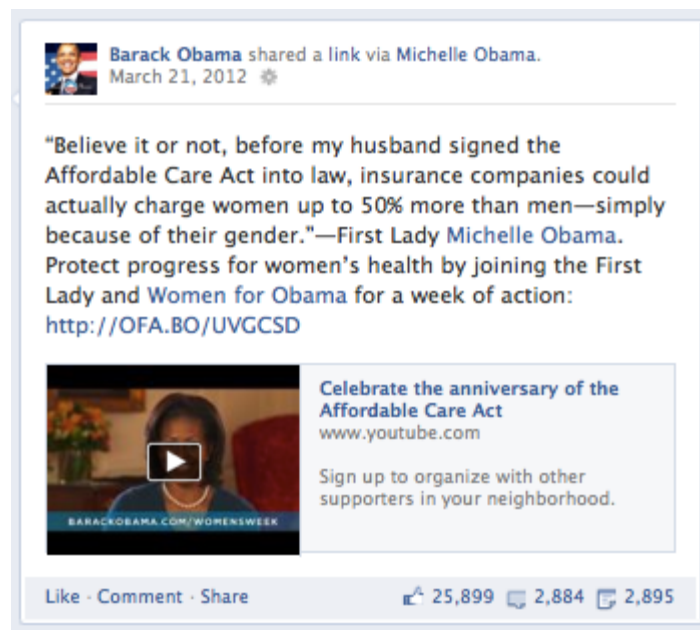 Barack Obama shared a link via Michelle Obama.
March 21, 2012
“Believe it or not, before my husband signed the
Affordable Care Act into law, insurance companies could
actually charge women up to 50% more than men—simply
because of their gender.”—First Lady Michelle Obama.
Protect progress for women’s health by joining the First
Lady and Women for Obama for a week of action:
http://OFA.BO/UVGCSD
BARACKOBAMA.COM/WOMENSWEEK
Celebrate the anniversary of the
Affordable Care Act
www.youtube.com
Sign up to organize with other
supporters in your neighborhood.
Like · Comment · Share 25,899 2,884 2,895